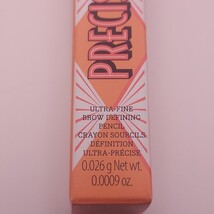 PRECIS
ULTRA-FINE
BROW DEFINING
PENCIL
CRAYON SOURCILS
DÉFINITION
ULTRA-PRÉCISE
0.026 g Net wt.
0.0009 oz.